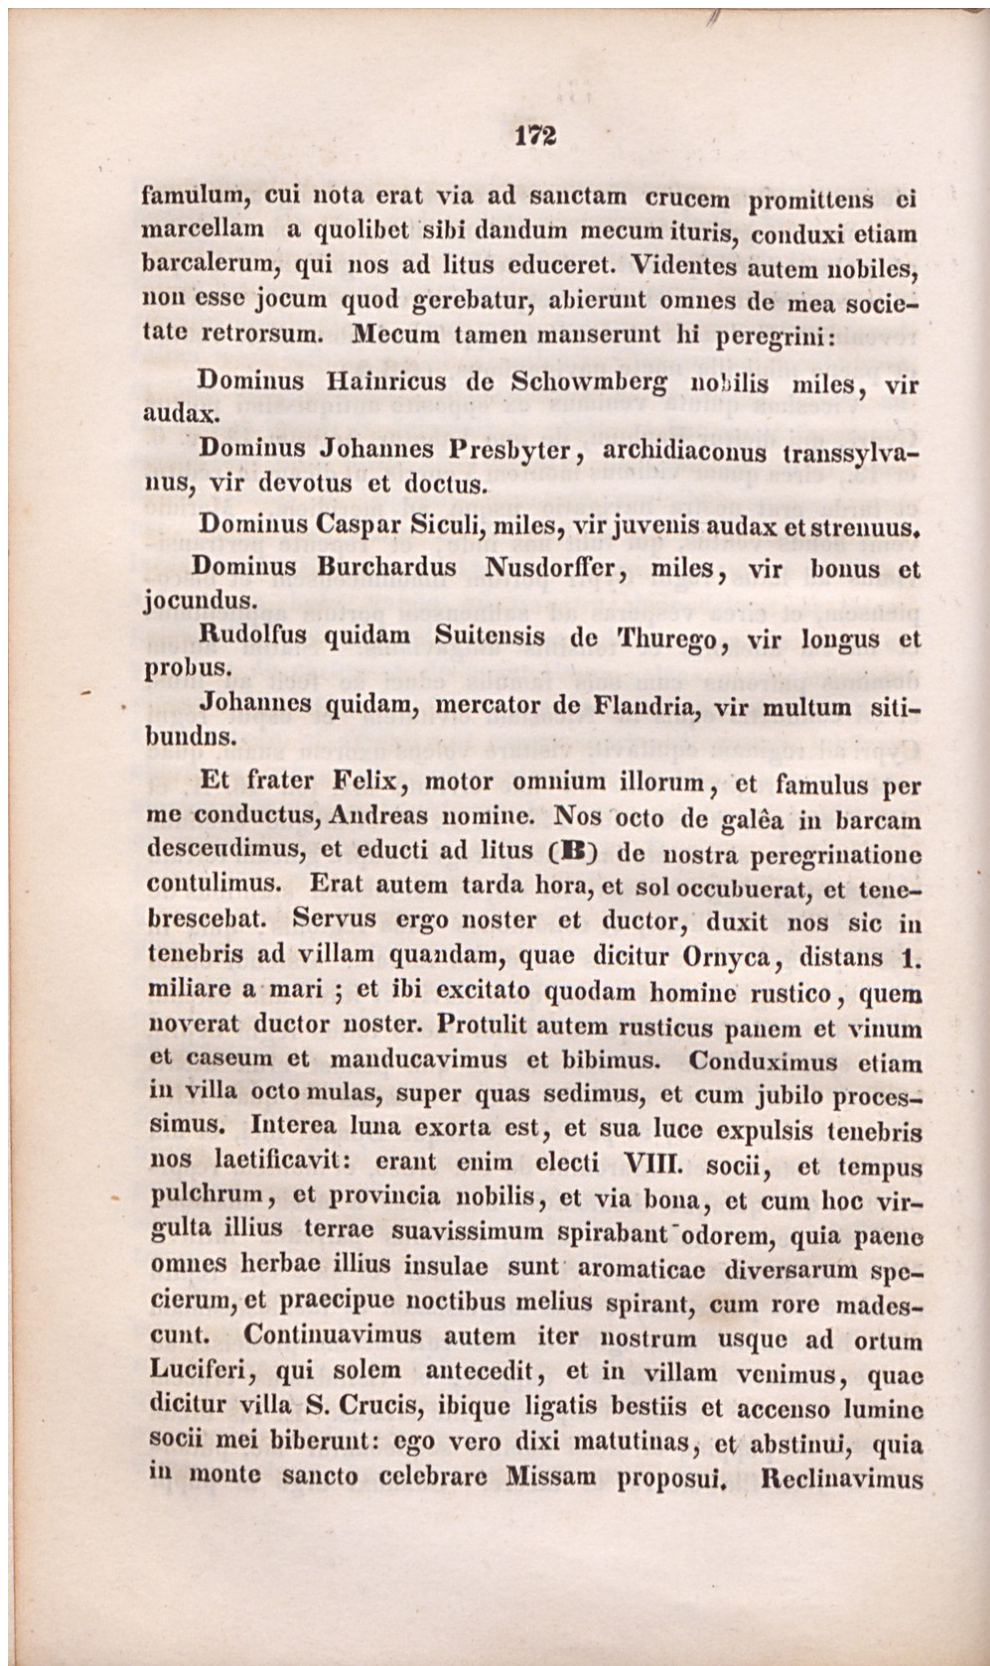 172
famulum, cui nota erat via ad sanctam crucem promittens ei
marcellam a quolibet sibi dandum mecum ituris, conduxi etiam
barcalerum, qui nos ad litus educeret. Videntes autem nobiles,
non esse jocum quod gerebatur, abierunt omnes de mea socie-
tate retrorsum. Mecum tamen manserunt hi peregrini:
Dominus Hainricus de Schowmberg nobilis miles, vir
audax.
Dominus Johannes Presbyter, archidiaconus transsylva-
nus, vir devotus et doctus.
Dominus Caspar Siculi, miles, vir juvenis audax et strenuus.
Dominus Burchardus Nusdorffer, miles, vir bonus et
jocundus.
Rudolfus quidam Suitensis de Thurego, vir longus et
probus.
Johannes quidam, mercator de Flandria, vir multum siti-
bundns.
Et frater Felix, motor omnium illorum, et famulus per
me conductus, Andreas nomine. Nos octo de galêa in barcam
descendimus, et educti ad litus (B) de nostra peregrinatione
contulimus. Erat autem tarda hora, et sol occubuerat, et tene-
brescebat. Servus ergo noster et ductor, duxit nos sic in
tenebris ad villam quandam, quae dicitur Ornyca, distans 1.
miliare a mari ; et ibi excitato quodam homine rustico, quem
noverat ductor noster. Protulit autem rusticus panem et vinum
et caseum et manducavimus et bibimus. Conduximus etiam
in villa octo mulas, super quas sedimus, et cum jubilo proces-
simus. Interea luna exorta est, et sua luce expulsis tenebris
nos laetificavit: erant enim electi VIII. socii, et tempus
pulchrum, et provincia nobilis, et via bona, et cum hoc vir-
gulta illius terrae suavissimum spirabant odorem, quia paene
omnes herbae illius insulae sunt aromaticae diversarum spe-
cierum, et praecipue noctibus melius spirant, cum rore mades-
cunt. Continuavimus autem iter nostrum usque ad ortum
Luciferi, qui solem antecedit, et in villam venimus, quae
dicitur villa S. Crucis, ibique ligatis bestiis et accenso lumine
socii mei biberunt: ego vero dixi matutinas, et abstinui, quia
in monte sancto celebrare Missam proposui. Reclinavimus